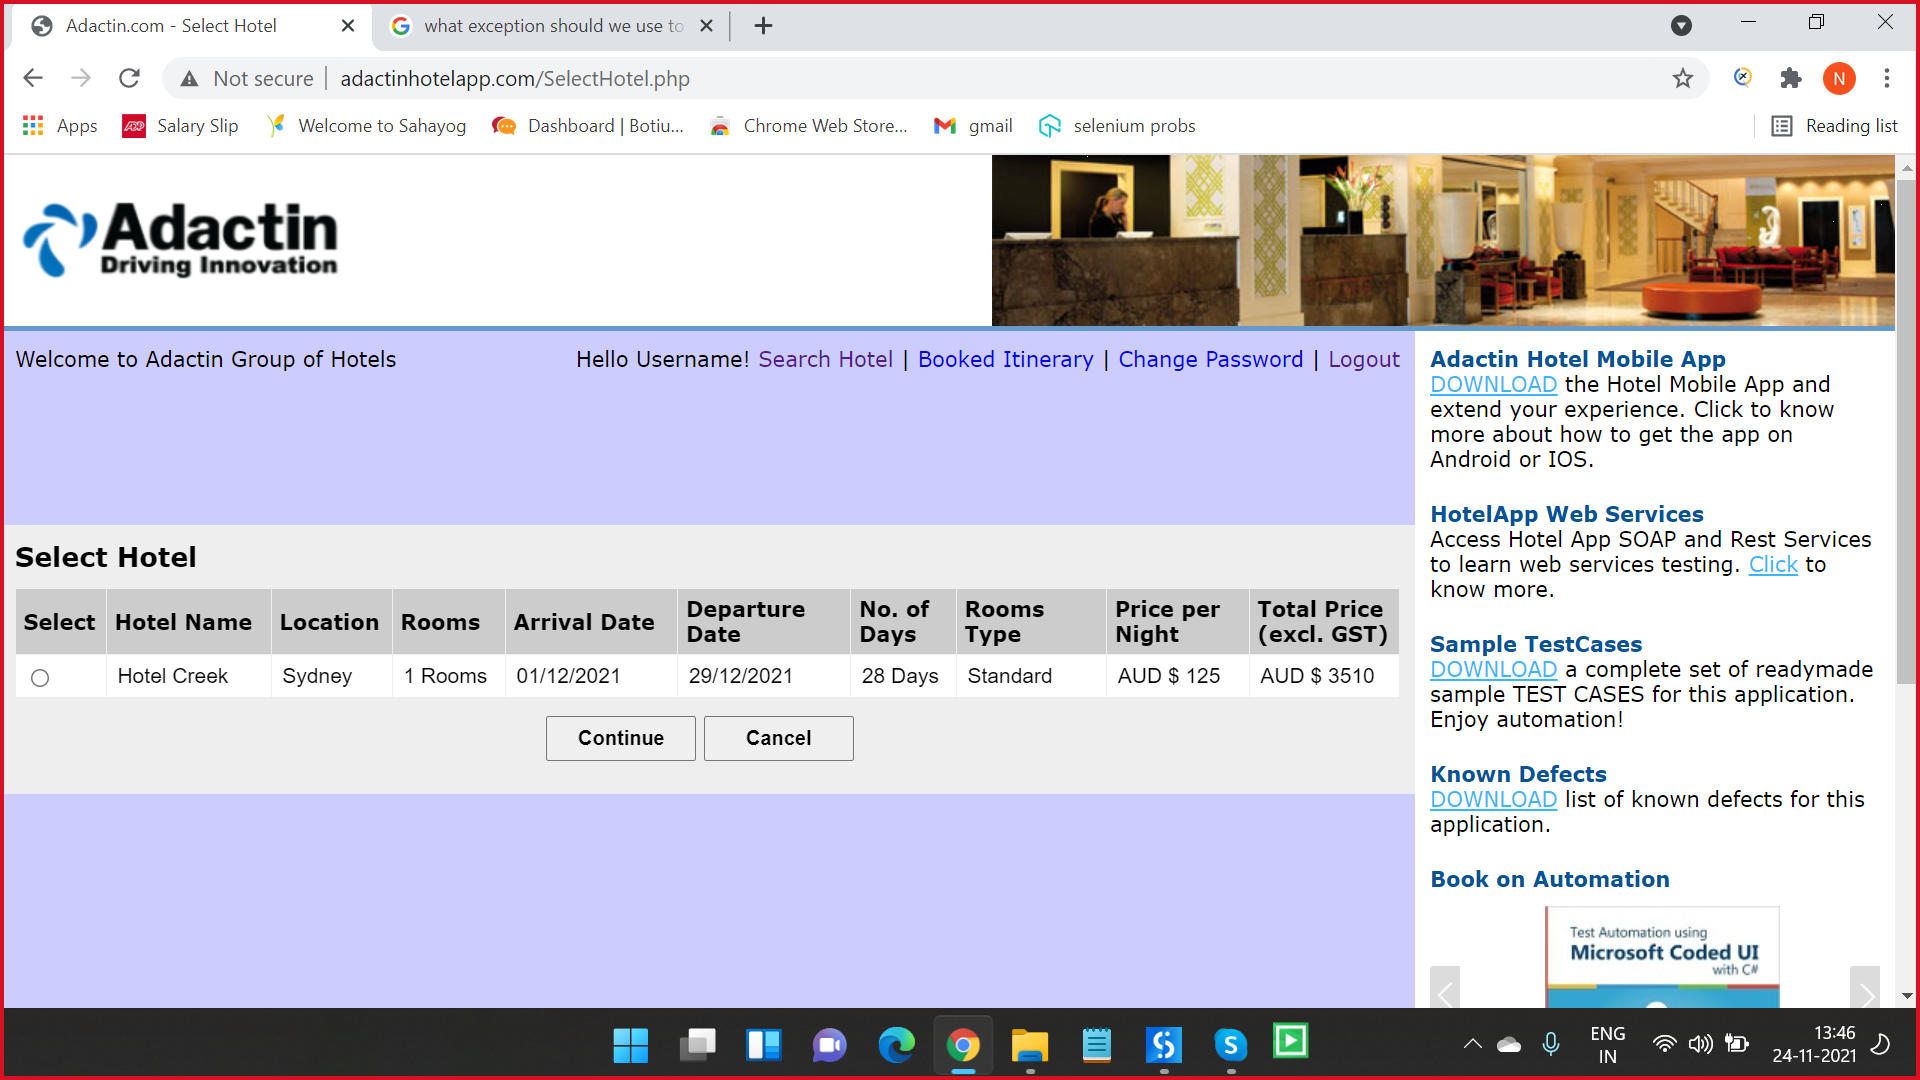 Adactin.com - Select Hotel
what exception should we use to
Not secure
adactinhotelapp.com/SelectHotel.php
N
Apps
ADP
Salary Slip
Welcome to Sahayog
Dashboard | Botiu...
Chrome Web Store...
gmail
selenium probs
Reading list
Adactin
Driving Innovation
Welcome to Adactin Group of Hotels
Hello Username! Search Hotel | Booked Itinerary | Change Password | Logout
Select Hotel
Select Hotel Name Location Rooms Arrival Date Departure Date No. of Days Rooms Type Price per Night Total Price (excl. GST)
Hotel Creek Sydney 1 Rooms 01/12/2021 29/12/2021 28 Days Standard AUD $ 125 AUD $ 3510
Continue Cancel
Adactin Hotel Mobile App
DOWNLOAD the Hotel Mobile App and
extend your experience. Click to know
more about how to get the app on
Android or IOS.
HotelApp Web Services
Access Hotel App SOAP and Rest Services
to learn web services testing. Click to
know more.
Sample TestCases
DOWNLOAD a complete set of readymade
sample TEST CASES for this application.
Enjoy automation!
Known Defects
DOWNLOAD list of known defects for this
application.
Book on Automation
Test Automation using
Microsoft Coded UI
with C#
S
ENG
IN
13:46
24-11-2021